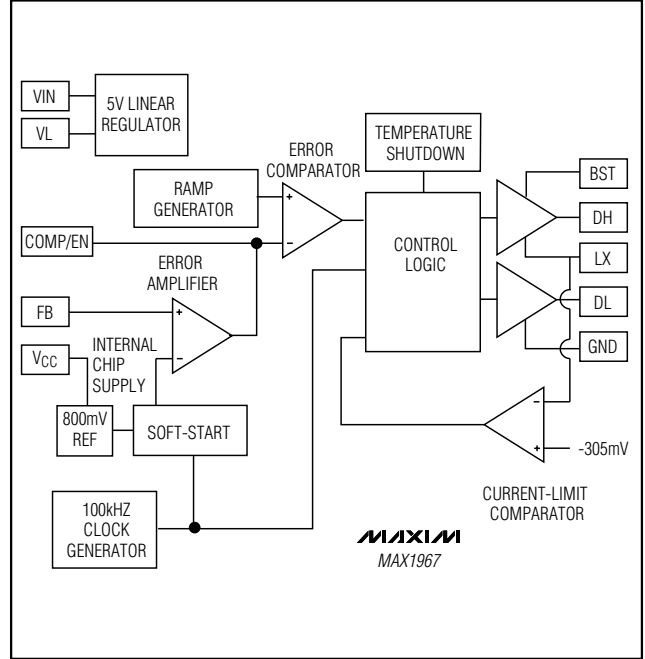 VIN
VL
5V LINEAR
REGULATOR
TEMPERATURE
SHUTDOWN
ERROR
COMPARATOR
RAMP
GENERATOR
+
−
COMP/EN
CONTROL
LOGIC
BST
DH
LX
DL
GND
ERROR
AMPLIFIER
FB
+
−
VCC
INTERNAL
CHIP
SUPPLY
800mV
REF
SOFT-START
−
+
-305mV
CURRENT-LIMIT
COMPARATOR
100kHZ
CLOCK
GENERATOR
MAXIM
MAX1967